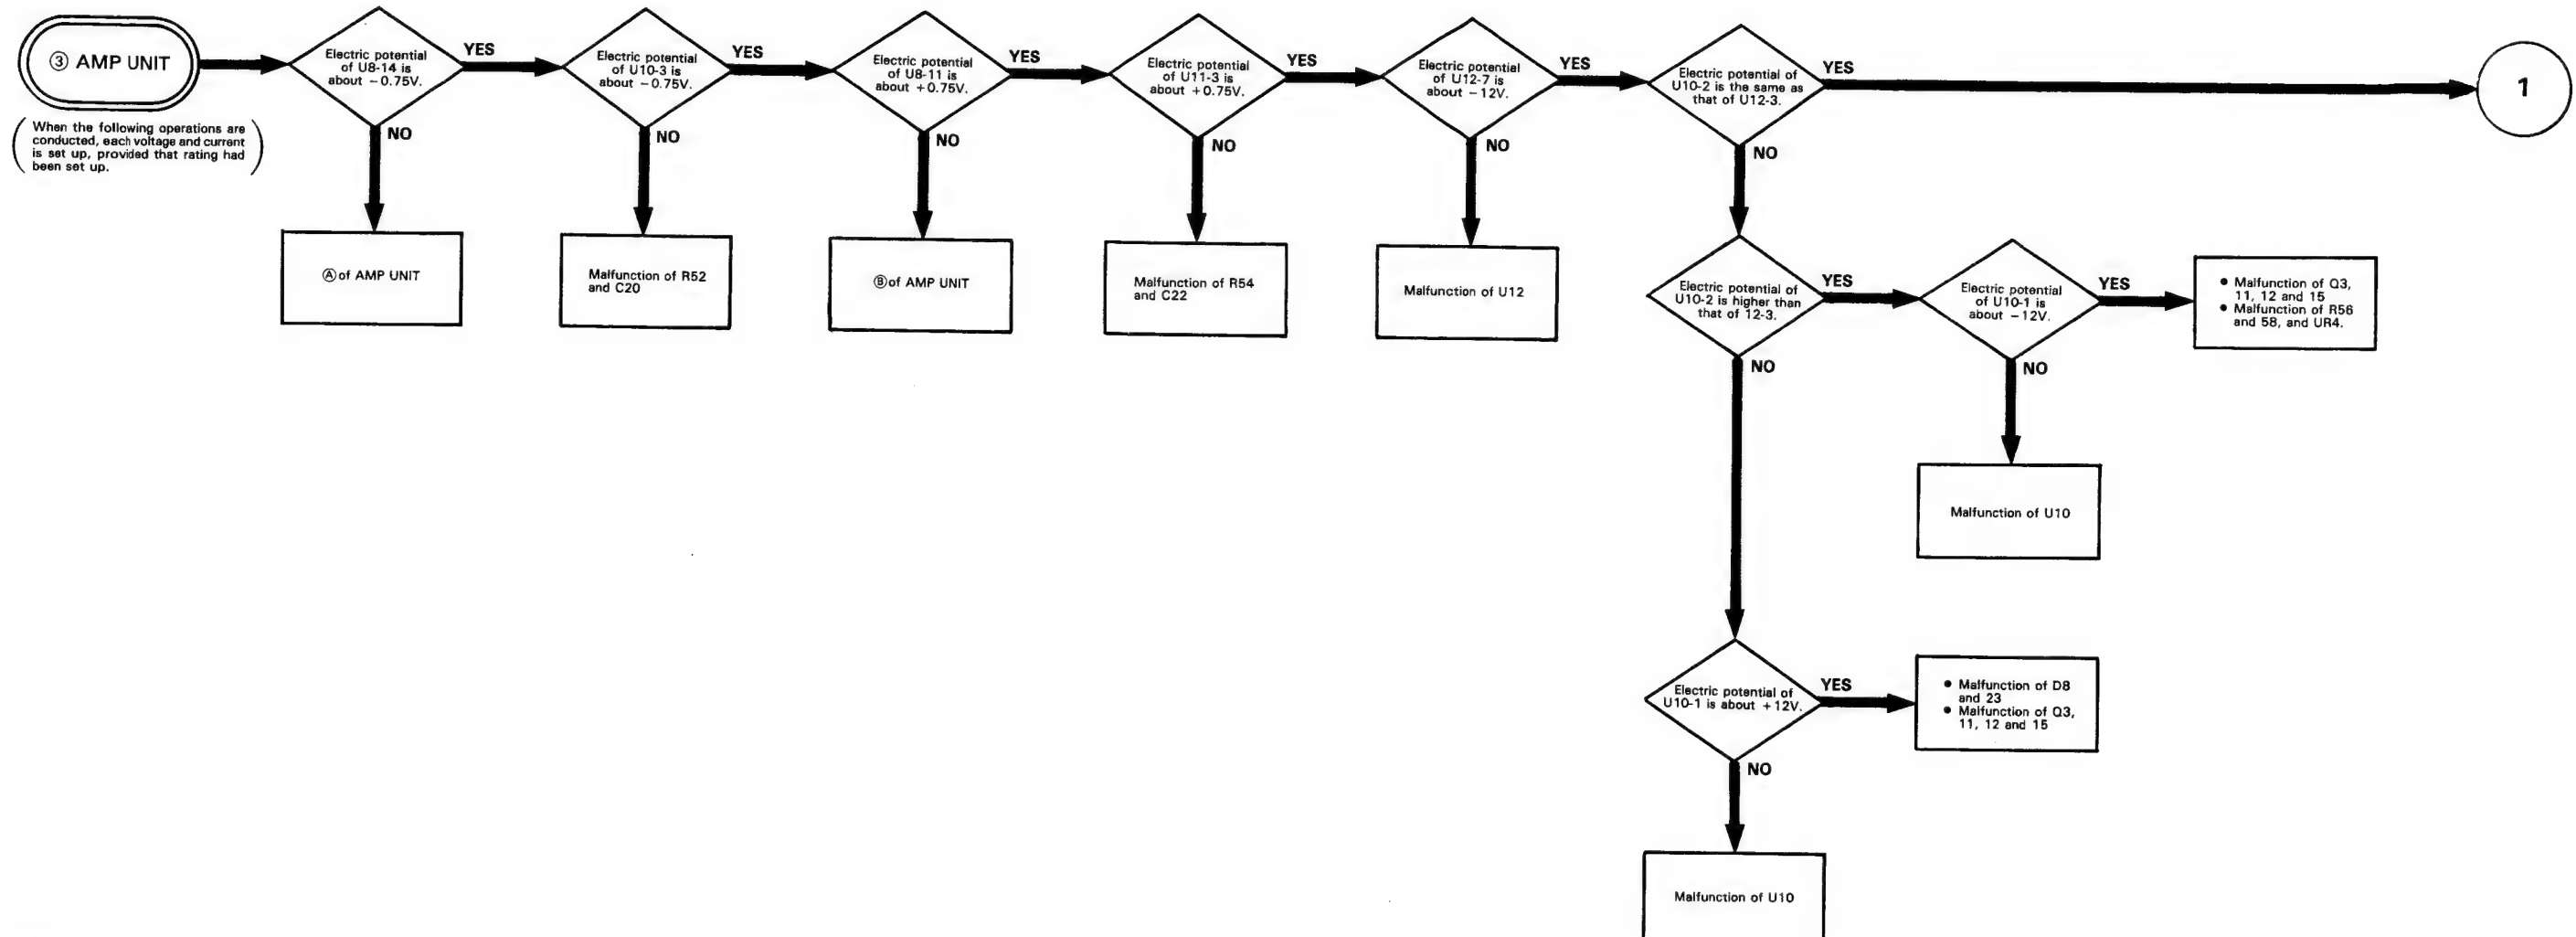 ③ AMP UNIT
When the following operations are
conducted, each voltage and current
is set up, provided that rating had
been set up.
Electric potential
of U8-14 is
about −0.75V.
YES
NO
Ⓐ of AMP UNIT
Electric potential
of U10-3 is
about −0.75V.
YES
NO
Malfunction of R52
and C20
Electric potential
of U8-11 is
about +0.75V.
YES
NO
Ⓑ of AMP UNIT
Electric potential
of U11-3 is
about +0.75V.
YES
NO
Malfunction of R54
and C22
Electric potential
of U12-7 is
about −12V.
YES
NO
Malfunction of U12
Electric potential of
U10-2 is the same as
that of U12-3.
YES
1
NO
Electric potential of
U10-2 is higher than
that of 12-3.
YES
NO
Electric potential
of U10-1 is
about −12V.
YES
NO
• Malfunction of Q3,
11, 12 and 15
• Malfunction of R56
and 58, and UR4.
Malfunction of U10
Electric potential of
U10-1 is about +12V.
YES
NO
• Malfunction of D8
and 23
• Malfunction of Q3,
11, 12 and 15
Malfunction of U10